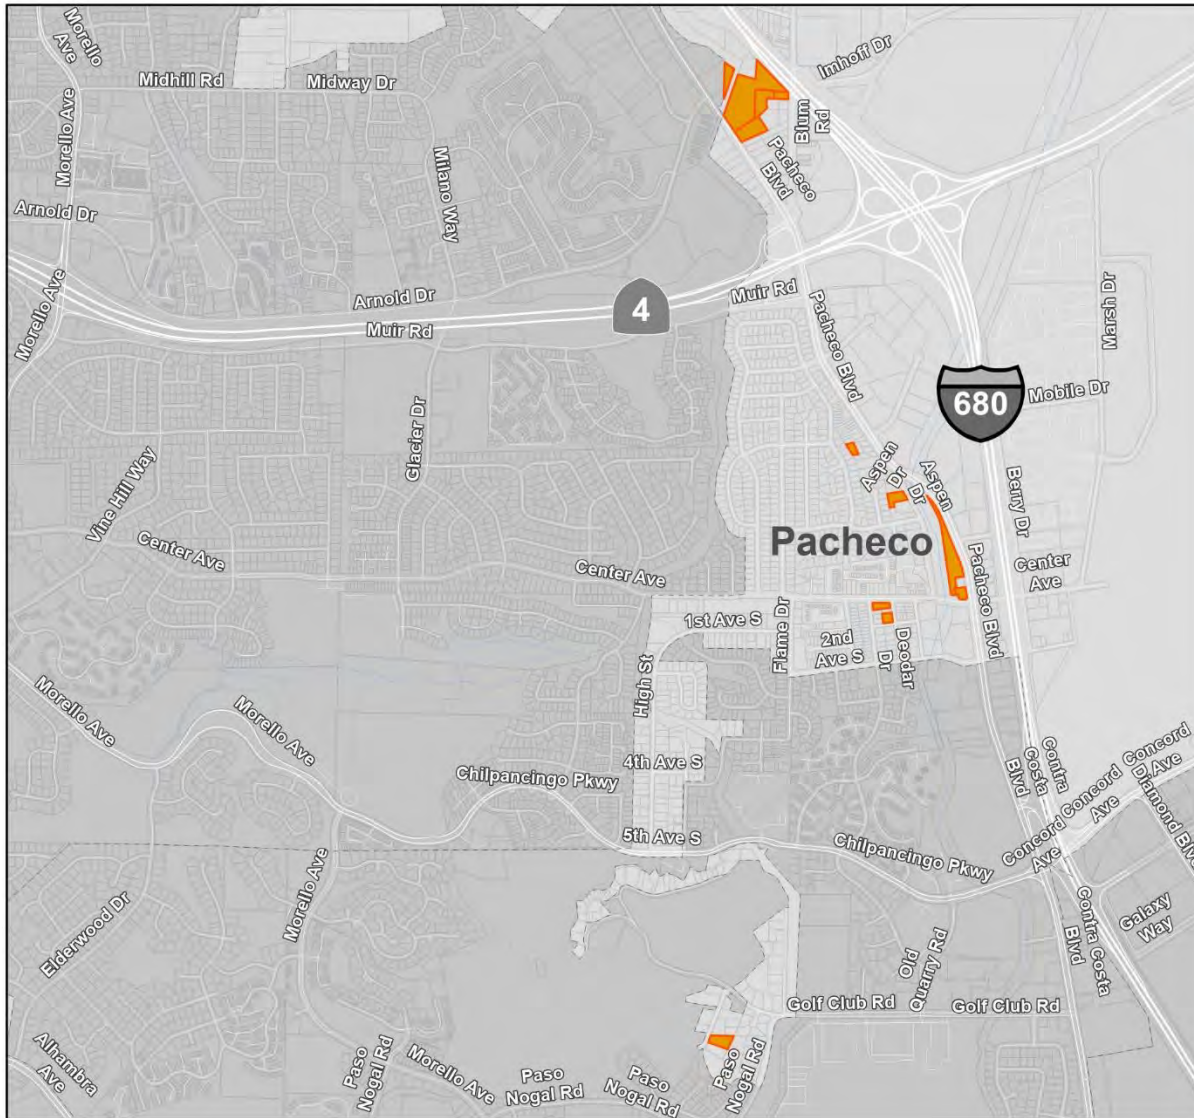 Morello
Ave
Midhill Rd
Midway Dr
Imhoff Dr
Blum
Rd
Morello Ave
Milano Way
Pacheco
Blvd
Arnold Dr
Morello Ave
Arnold Dr
Muir Rd
4
Muir Rd
Pacheco Blvd
Marsh Dr
680
Mobile Dr
Glacier Dr
Vine Hill Way
Aspen
Dr
Aspen
Dr
Berry Dr
Pacheco
Center Ave
Center Ave
Center
Ave
Pacheco Blvd
1st Ave S
Flame Dr
2nd
Ave S
Deodar
Dr
High St
Morello Ave
Morello Ave
4th Ave S
Chilpancingo Pkwy
5th Ave S
Chilpancingo Pkwy
Contra
Costa
Blvd
Concord
Ave
Concord
Ave
Concord
Ave
Diamond Blvd
Morello Ave
Elderwood Dr
Old
Quarry Rd
Contra Costa
Blvd
Galaxy
Way
Golf Club Rd
Golf Club Rd
Alhambra
Ave
Paso
Nogal Rd
Morello Ave
Paso
Nogal Rd
Paso
Nogal Rd
Paso
Nogal Rd